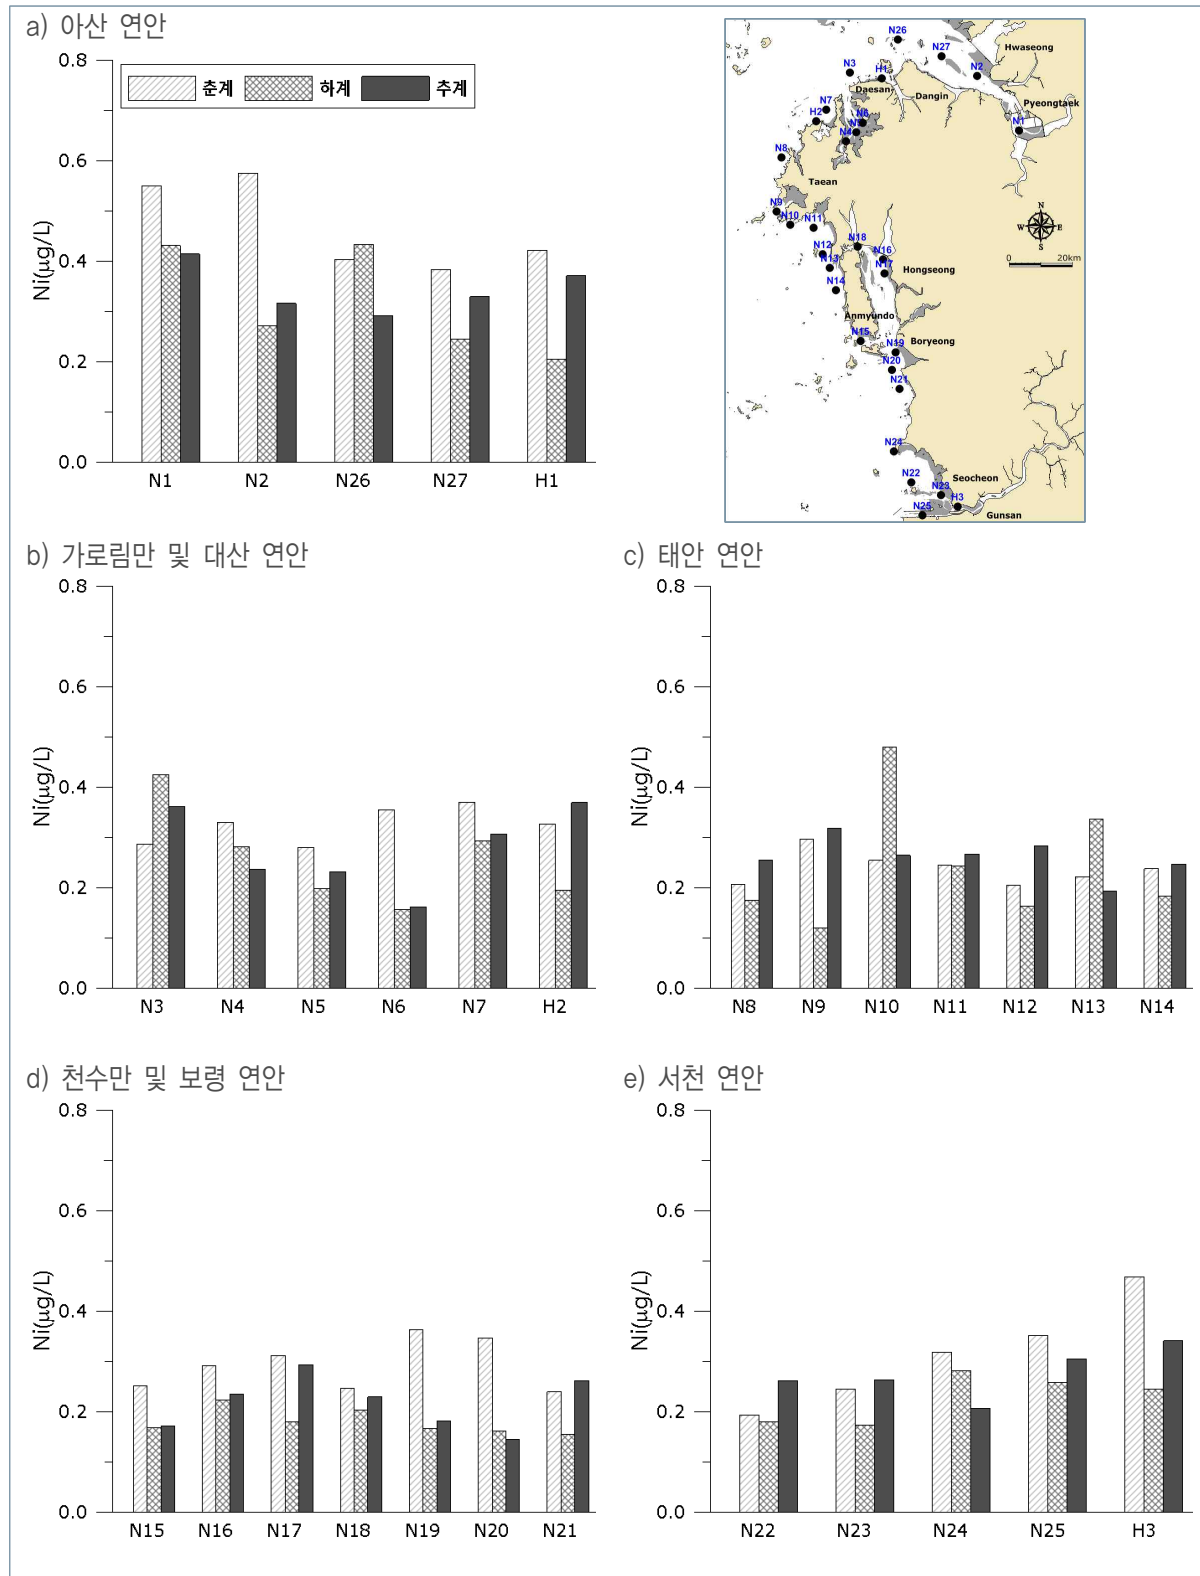 a) 아산 연안
0.8
0.6
0.4
0.2
0.0
Ni(μg/L)
춘계 하계 추계
N1 N2 N26 N27 H1
N26
N27
Hwaseong
N3
H1
N2
Daesan
Dangin
Pyeongtaek
N7
H2
N6
N5
N4
N1
N8
Taean
N9
N10
N11
N18
N16
N12
N13
N17
Hongseong
N14
N
W E
S
0 20km
Anmyundo
N15
N19
Boryeong
N20
N21
N24
N22
Seocheon
N23
H3
N25
Gunsan
b) 가로림만 및 대산 연안
0.8
0.6
0.4
0.2
0.0
Ni(μg/L)
N3 N4 N5 N6 N7 H2
c) 태안 연안
0.8
0.6
0.4
0.2
0.0
Ni(μg/L)
N8 N9 N10 N11 N12 N13 N14
d) 천수만 및 보령 연안
0.8
0.6
0.4
0.2
0.0
Ni(μg/L)
N15 N16 N17 N18 N19 N20 N21
e) 서천 연안
0.8
0.6
0.4
0.2
0.0
Ni(μg/L)
N22 N23 N24 N25 H3